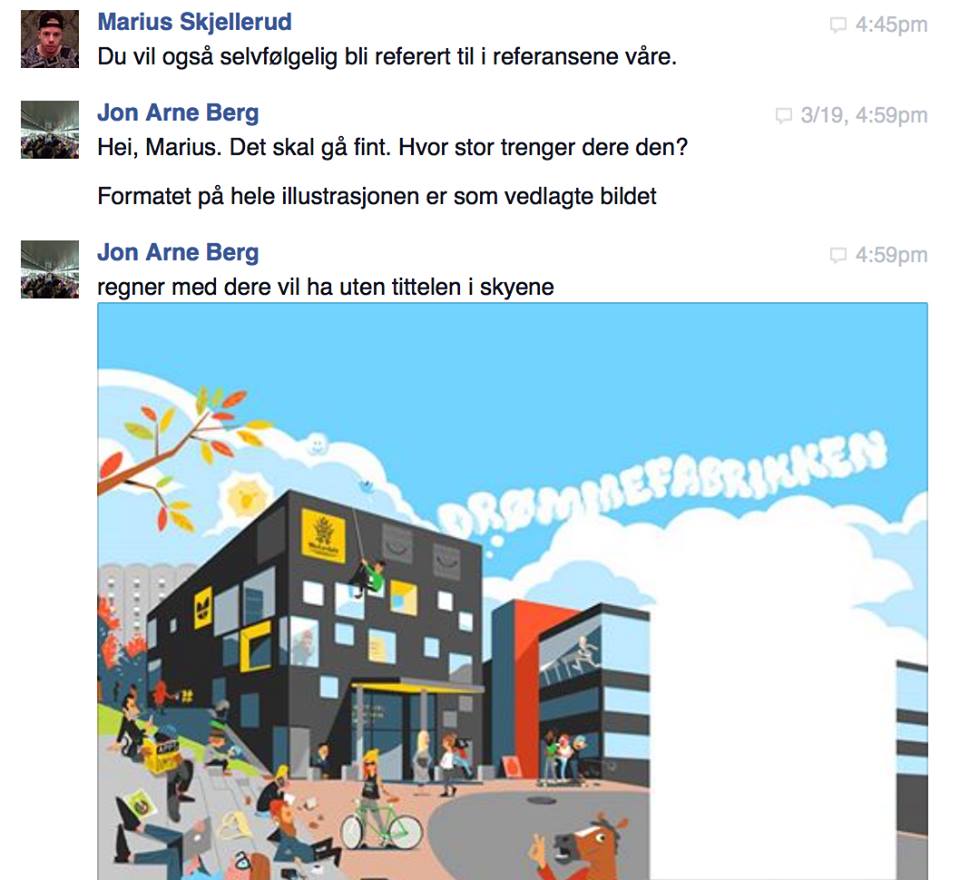 Marius Skjellerud
4:45pm
Du vil også selvfølgelig bli referert til i referansene våre.
Jon Arne Berg
3/19, 4:59pm
Hei, Marius. Det skal gå fint. Hvor stor trenger dere den?
Formatet på hele illustrasjonen er som vedlagte bildet
Jon Arne Berg
4:59pm
regner med dere vil ha uten tittelen i skyene
DRØMMEFABRIKKEN